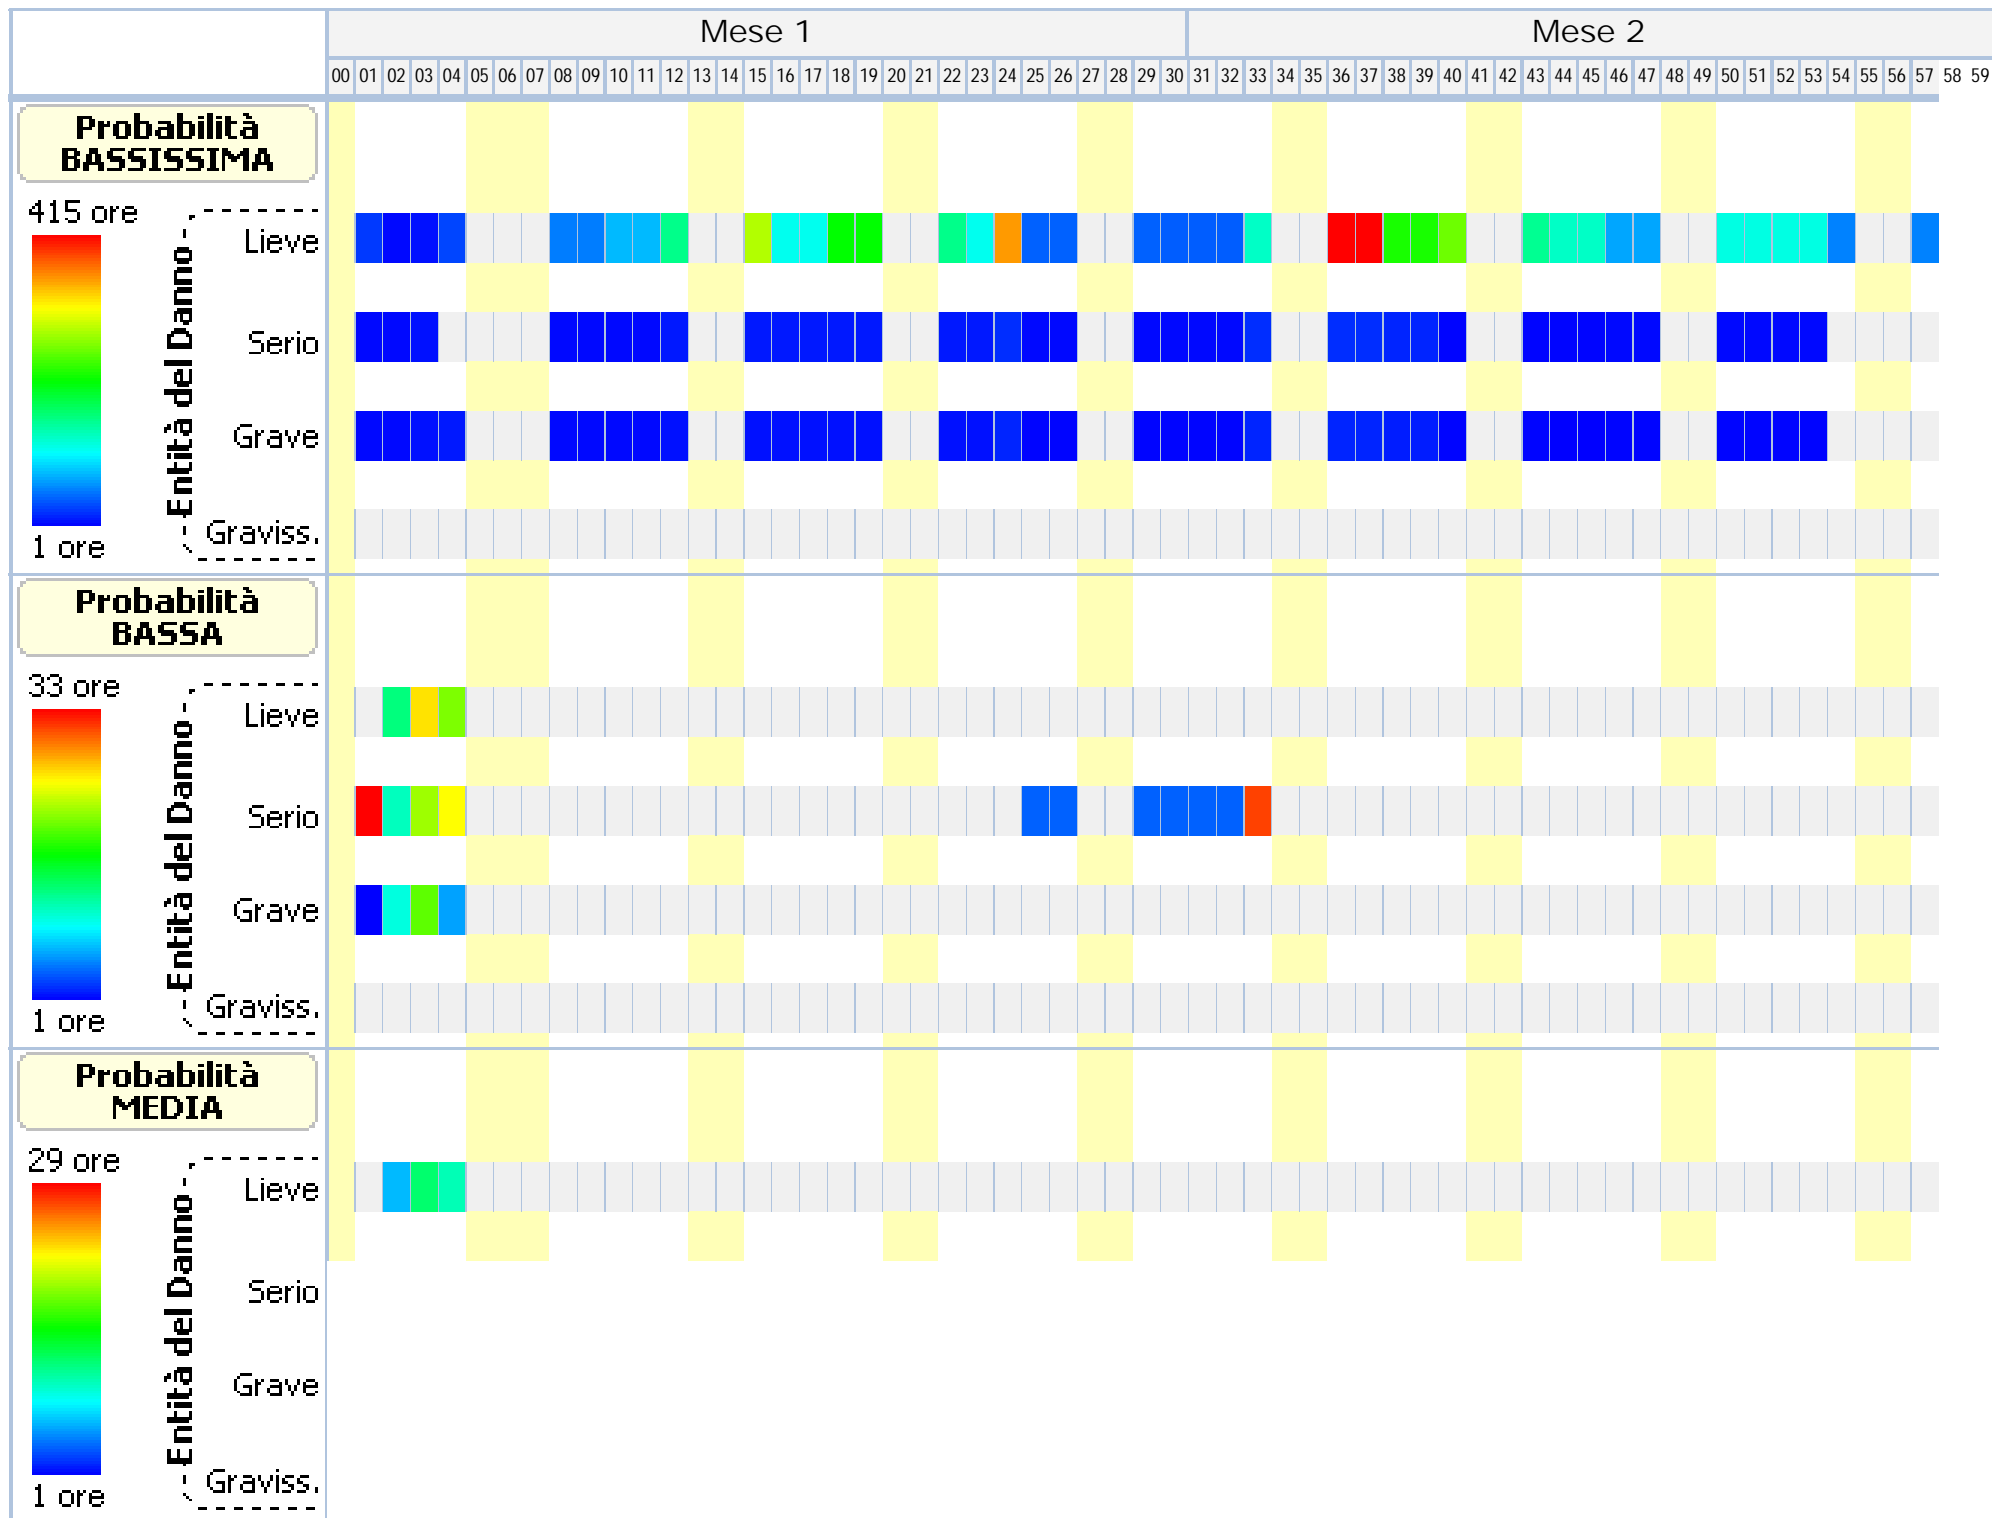 Mese 1 Mese 2
00 01 02 03 04 05 06 07 08 09 10 11 12 13 14 15 16 17 18 19 20 21 22 23 24 25 26 27 28 29 30 31 32 33 34 35 36 37 38 39 40 41 42 43 44 45 46 47 48 49 50 51 52 53 54 55 56 57 58 59
Probabilità
BASSISSIMA
415 ore
Entità del Danno
Lieve
Serio
Grave
Graviss.
1 ore
Probabilità
BASSA
33 ore
Entità del Danno
Lieve
Serio
Grave
Graviss.
1 ore
Probabilità
MEDIA
29 ore
Entità del Danno
Lieve
Serio
Grave
Graviss.
1 ore